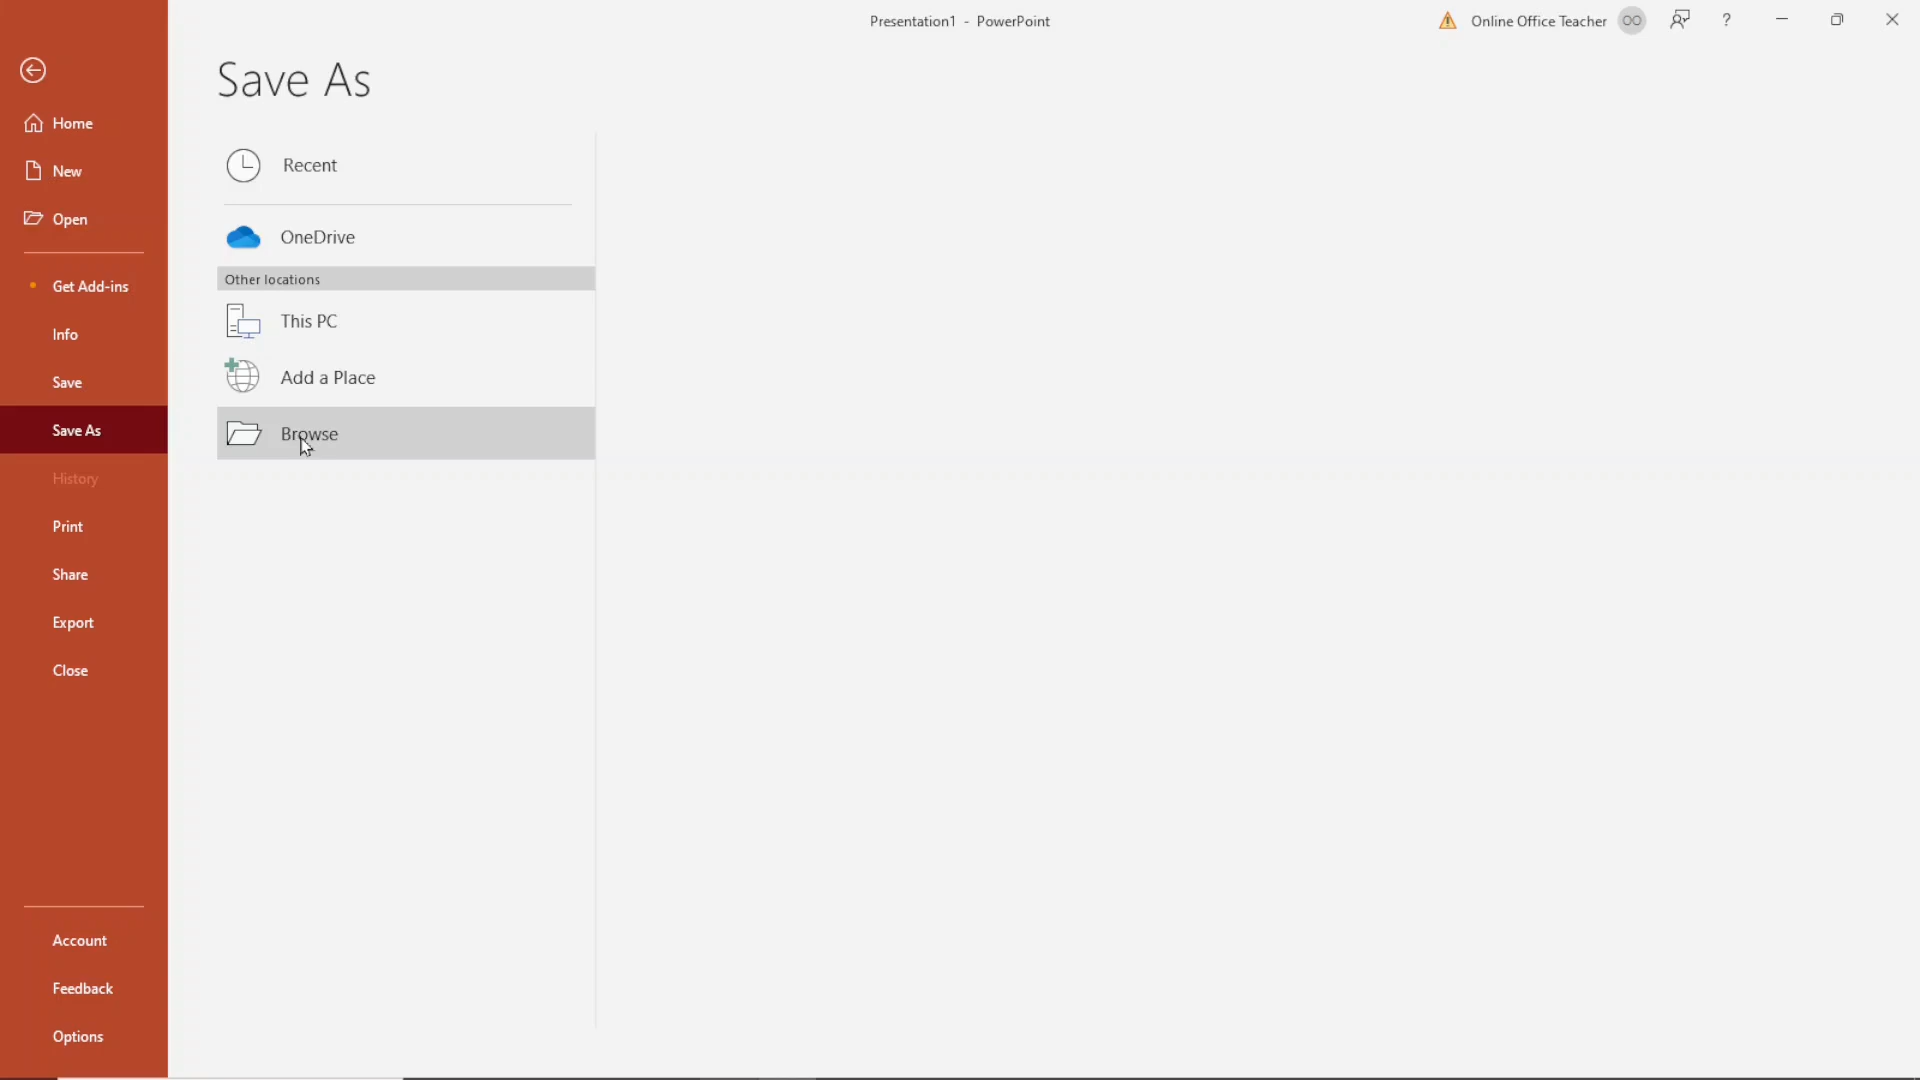 Presentation1 - PowerPoint
Online Office Teacher OO ?
Save As
Home
New
Open
Get Add-ins
Info
Save
Save As
History
Print
Share
Export
Close
Account
Feedback
Options
Recent
OneDrive
Other locations
This PC
Add a Place
Browse